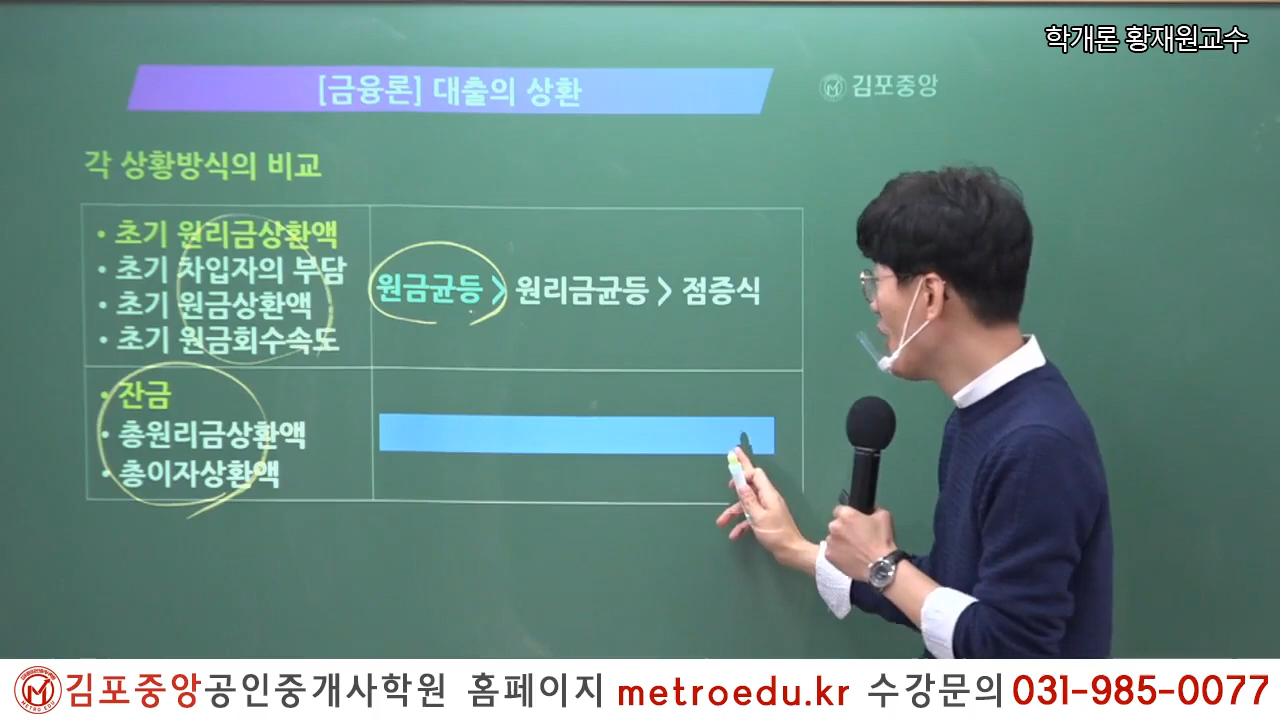 학개론 황재원교수
[금융론] 대출의 상환
김포중앙
각 상황방식의 비교
• 초기 원리금상환액
• 초기 차입자의 부담
• 초기 원금상환액
• 초기 원금회수속도
원금균등 > 원리금균등 > 점증식
• 잔금
• 총원리금상환액
• 총이자상환액
김포중앙공인중개사학원 홈페이지 metroedu.kr 수강문의 031-985-0077
METRO EDU